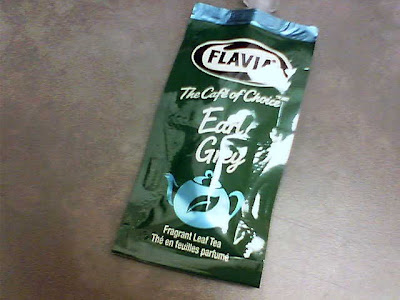 FLAVIA
The Café of Choice
Earl
Grey
Fragrant Leaf Tea
Thé en feuilles parfumé